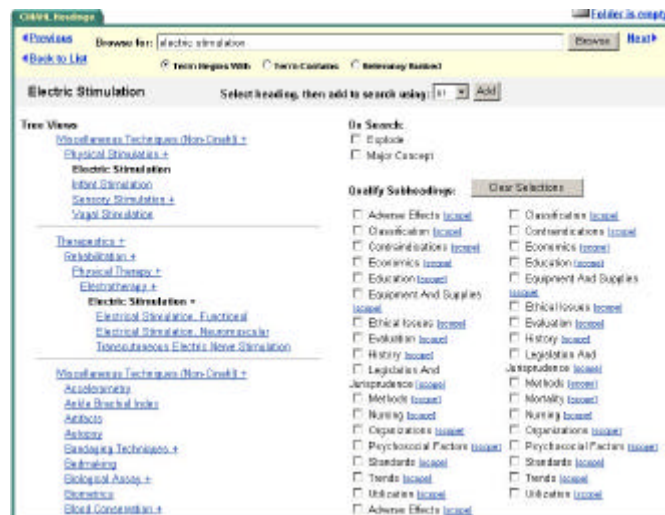 CINAHL Headings
Folder is empty
Previous Browse for: electric stimulation Browse Next
Back to List Term Begins With Term Contains Relevancy Ranked
Electric Stimulation Select heading, then add to search using: Add
Tree Views
Miscellaneous Techniques (Non-Cinahl) +
Physical Stimulation +
Electric Stimulation
Infant Stimulation
Sensory Stimulation +
Vagal Stimulation
Therapeutics +
Rehabilitation +
Physical Therapy +
Electrotherapy +
Electric Stimulation +
Electrical Stimulation, Functional
Electrical Stimulation, Neuromuscular
Transcutaneous Electric Nerve Stimulation
Miscellaneous Techniques (Non-Cinahl) +
Accelerometry
Ankle Brachial Index
Artifacts
Autopsy
Bandaging Techniques +
Bedmaking
Biological Assay +
Biometrics
Blood Conservation +
On Search:
Explode
Major Concept
Qualify Subheadings: Clear Selections
Adverse Effects [scope]
Classification [scope]
Contraindications [scope]
Economics [scope]
Education [scope]
Equipment And Supplies
[scope]
Ethical Issues [scope]
Evaluation [scope]
History [scope]
Legislation And
Jurisprudence [scope]
Methods [scope]
Nursing [scope]
Organizations [scope]
Psychosocial Factors [scope]
Standards [scope]
Trends [scope]
Utilization [scope]
Adverse Effects [scope]
Classification [scope]
Contraindications [scope]
Economics [scope]
Education [scope]
Equipment And Supplies
[scope]
Ethical Issues [scope]
Evaluation [scope]
History [scope]
Legislation And
Jurisprudence [scope]
Methods [scope]
Mortality [scope]
Nursing [scope]
Organizations [scope]
Psychosocial Factors [scope]
Standards [scope]
Trends [scope]
Utilization [scope]